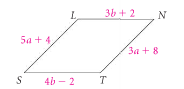 L 3b + 2 N
5a + 4 3a + 8
S 4b − 2 T